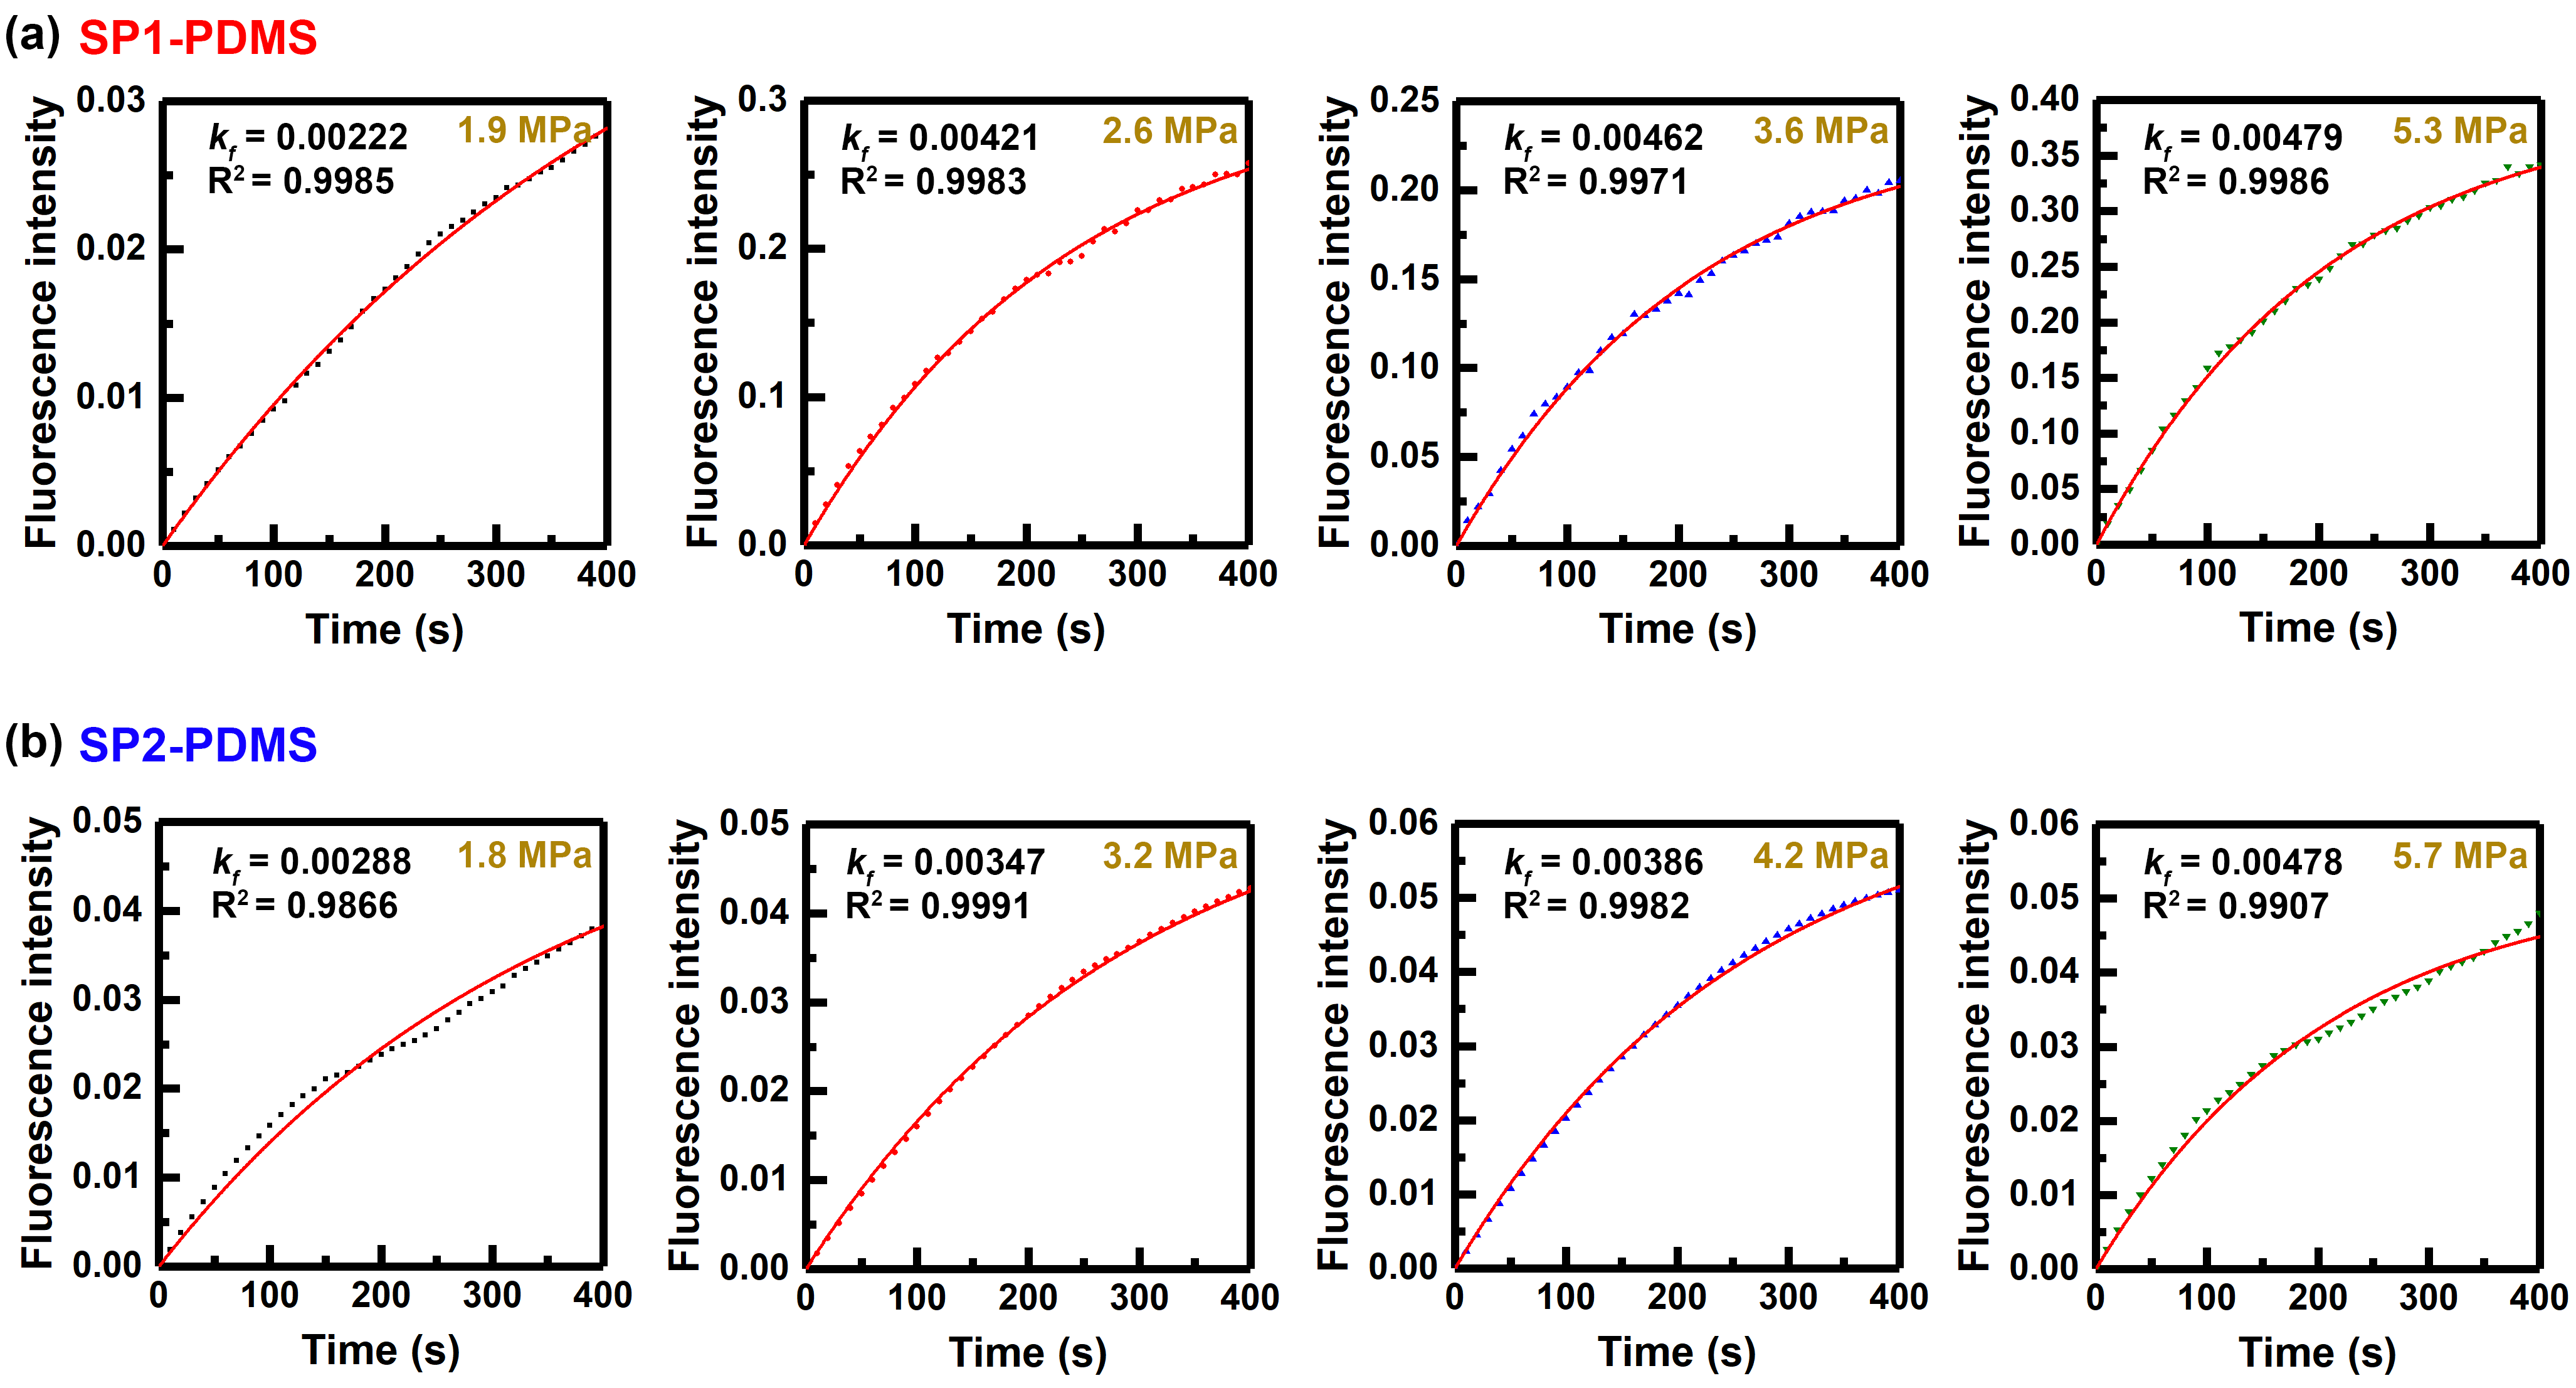 (a) SP1-PDMS
Fluorescence intensity
0.03
0.02
0.01
0.00
k_f = 0.00222
R² = 0.9985
1.9 MPa
0 100 200 300 400
Time (s)
Fluorescence intensity
0.3
0.2
0.1
0.0
k_f = 0.00421
R² = 0.9983
2.6 MPa
0 100 200 300 400
Time (s)
Fluorescence intensity
0.25
0.20
0.15
0.10
0.05
0.00
k_f = 0.00462
R² = 0.9971
3.6 MPa
0 100 200 300 400
Time (s)
Fluorescence intensity
0.40
0.35
0.30
0.25
0.20
0.15
0.10
0.05
0.00
k_f = 0.00479
R² = 0.9986
5.3 MPa
0 100 200 300 400
Time (s)
(b) SP2-PDMS
Fluorescence intensity
0.05
0.04
0.03
0.02
0.01
0.00
k_f = 0.00288
R² = 0.9866
1.8 MPa
0 100 200 300 400
Time (s)
Fluorescence intensity
0.05
0.04
0.03
0.02
0.01
0.00
k_f = 0.00347
R² = 0.9991
3.2 MPa
0 100 200 300 400
Time (s)
Fluorescence intensity
0.06
0.05
0.04
0.03
0.02
0.01
0.00
k_f = 0.00386
R² = 0.9982
4.2 MPa
0 100 200 300 400
Time (s)
Fluorescence intensity
0.06
0.05
0.04
0.03
0.02
0.01
0.00
k_f = 0.00478
R² = 0.9907
5.7 MPa
0 100 200 300 400
Time (s)